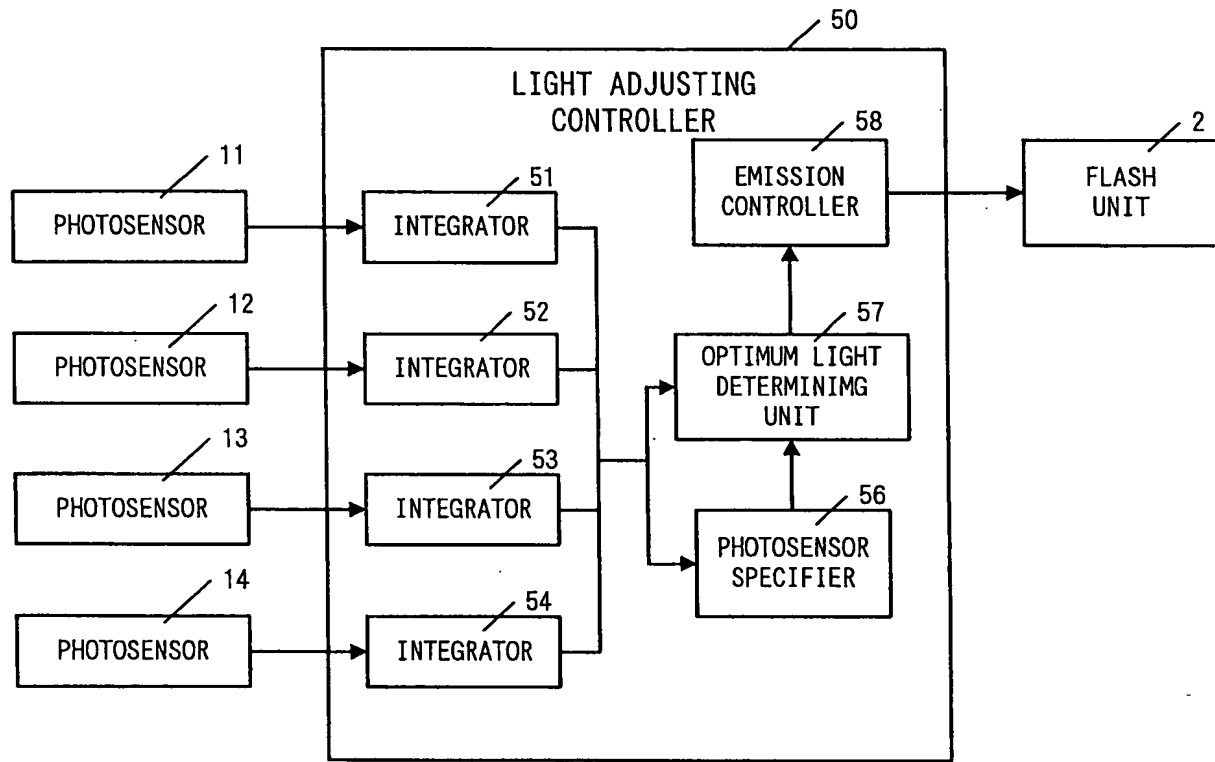 50
LIGHT ADJUSTING
CONTROLLER
58
2
EMISSION
CONTROLLER
FLASH
UNIT
11
PHOTOSENSOR
51
INTEGRATOR
12
PHOTOSENSOR
52
INTEGRATOR
57
OPTIMUM LIGHT
DETERMINIMG
UNIT
13
PHOTOSENSOR
53
INTEGRATOR
56
PHOTOSENSOR
SPECIFIER
14
PHOTOSENSOR
54
INTEGRATOR